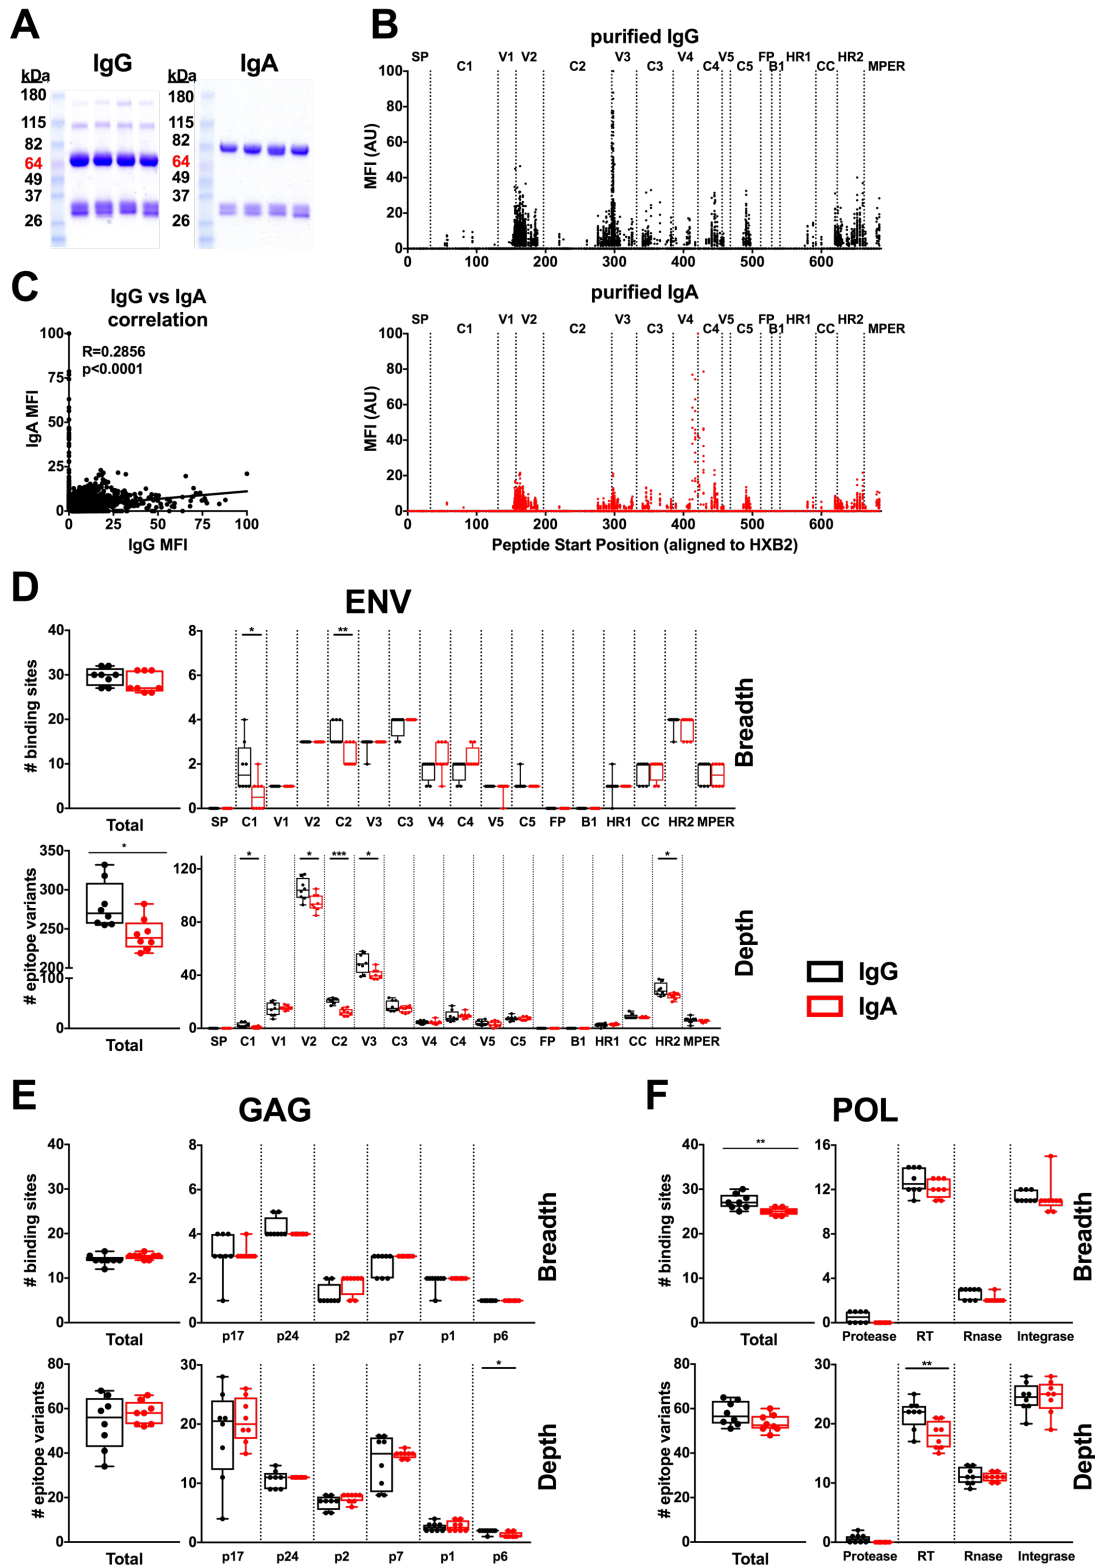 A
IgG
IgA
kDa
180
115
82
64
49
37
26
kDa
180
115
82
64
49
37
26
B
purified IgG
SP C1 V1 V2 C2 V3 C3 V4 C4 V5 C5 FP B1 HR1 CC HR2 MPER
MFI (AU)
100
80
60
40
20
0
0 100 200 300 400 500 600
purified IgA
SP C1 V1 V2 C2 V3 C3 V4 C4 V5 C5 FP B1 HR1 CC HR2 MPER
MFI (AU)
100
80
60
40
20
0
0 100 200 300 400 500 600
Peptide Start Position (aligned to HXB2)
C
IgG vs IgA
correlation
R=0.2856
p<0.0001
IgA MFI
100
75
50
25
0
0 25 50 75 100
IgG MFI
D
ENV
# binding sites
40
30
20
10
0
Total
8
6
4
2
0
* **
SP C1 V1 V2 C2 V3 C3 V4 C4 V5 C5 FP B1 HR1 CC HR2 MPER
Breadth
# epitope variants
350
300
250
200
100
0
*
Total
120
80
40
0
* * *** * *
SP C1 V1 V2 C2 V3 C3 V4 C4 V5 C5 FP B1 HR1 CC HR2 MPER
Depth
IgG
IgA
E
GAG
# binding sites
40
30
20
10
0
Total
8
6
4
2
0
p17 p24 p2 p7 p1 p6
Breadth
# epitope variants
80
60
40
20
0
Total
30
20
10
0
*
p17 p24 p2 p7 p1 p6
Depth
F
POL
# binding sites
40
30
20
10
0
**
Total
16
12
8
4
0
Protease RT Rnase Integrase
Breadth
# epitope variants
80
60
40
20
0
Total
30
20
10
0
**
Protease RT Rnase Integrase
Depth